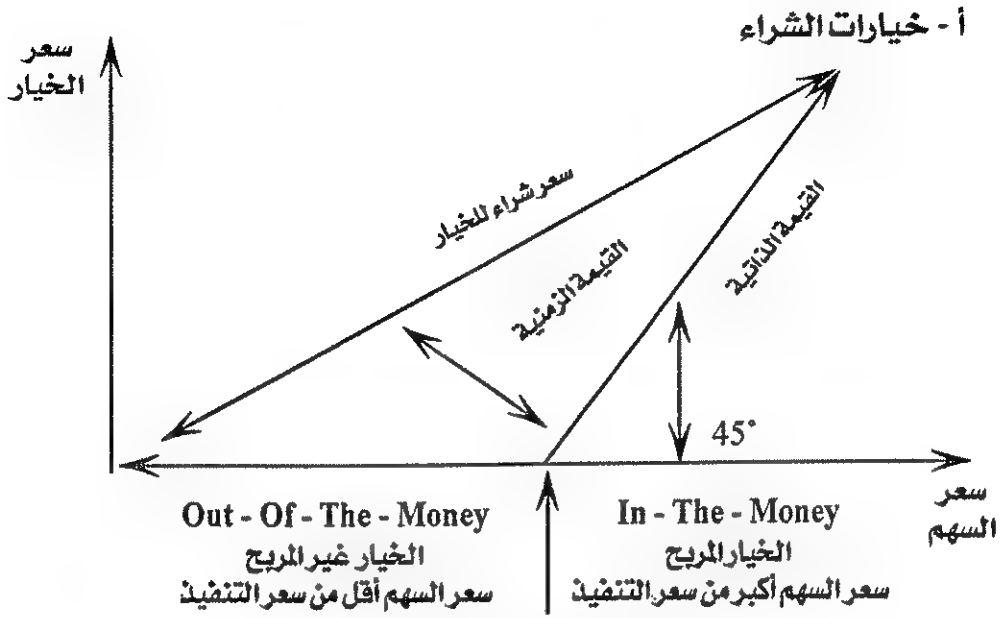 أ - خيارات الشراء
سعر
الخيار
سعر شراء للخيار
القيمة الزمنية
القيمة الذاتية
45°
سعر
السهم
In - The - Money
الخيار المربح
سعر السهم أكبر من سعر التنفيذ
Out - Of - The - Money
الخيار غير المربح
سعر السهم أقل من سعر التنفيذ